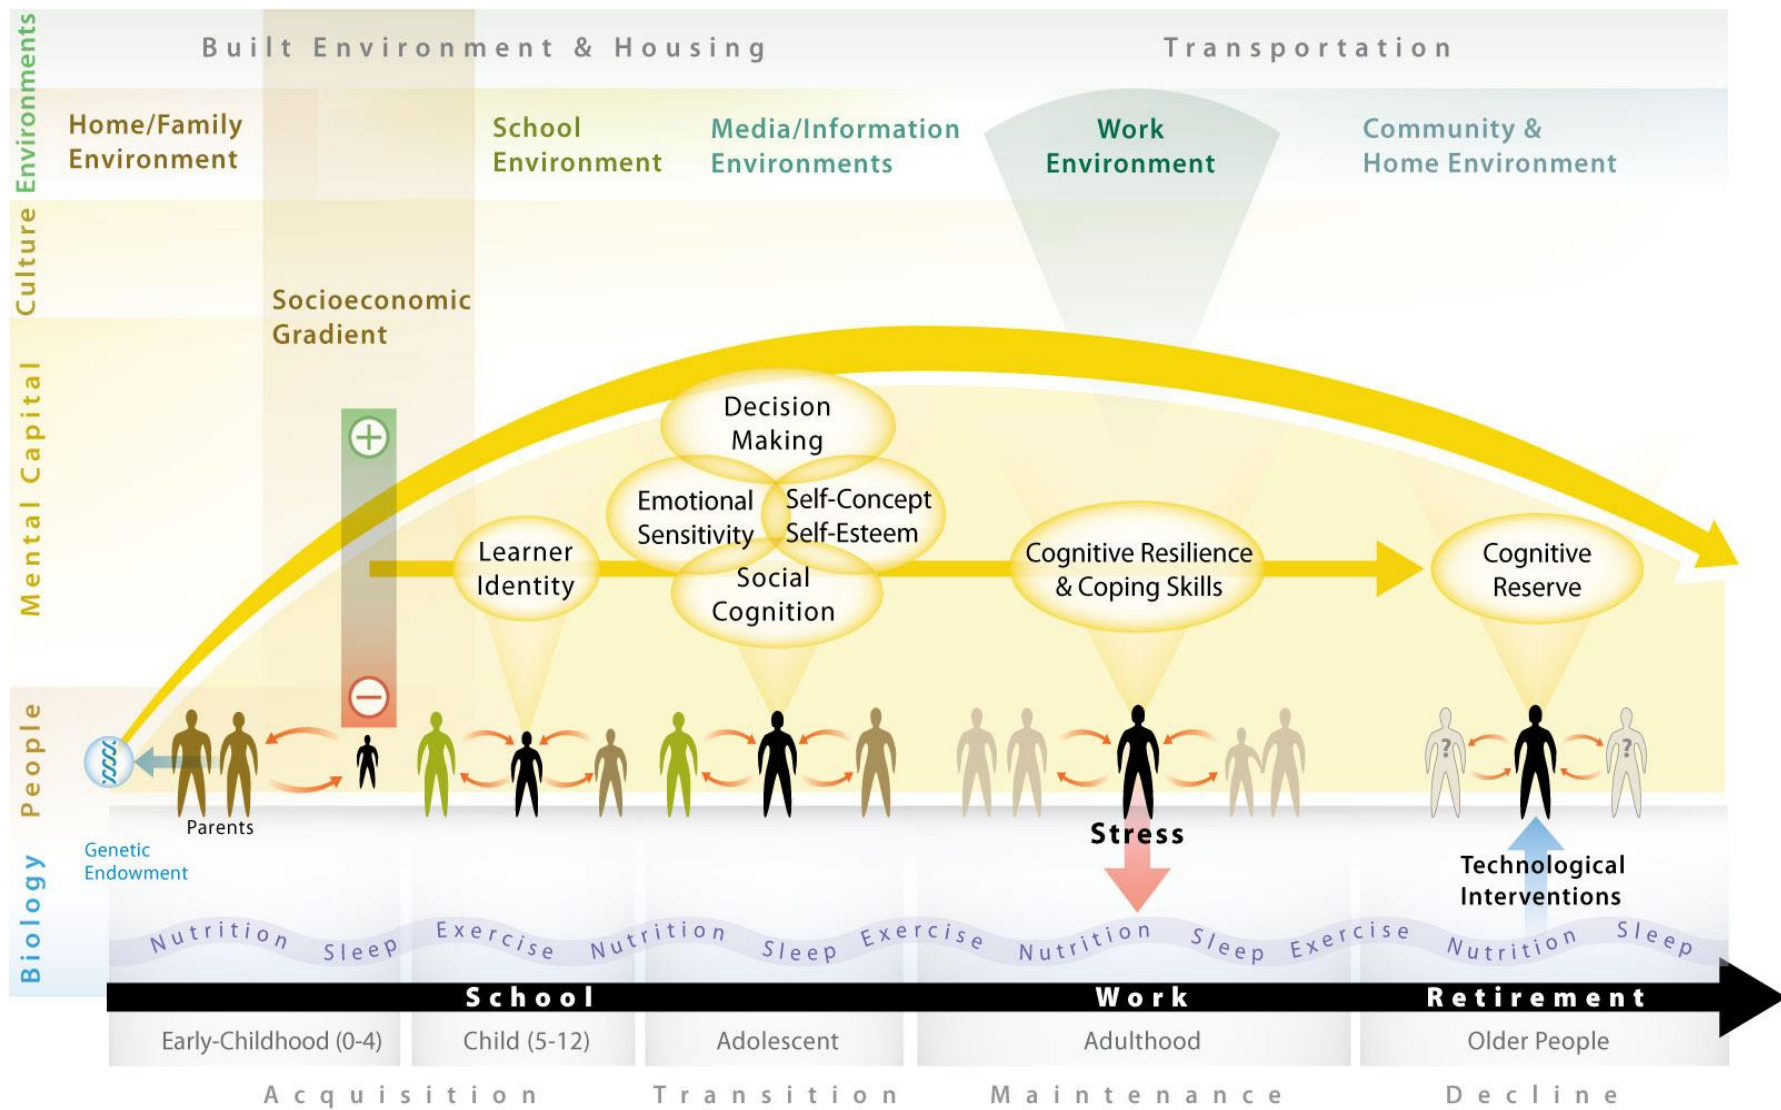 Built Environment & Housing
Transportation
Environments
Home/Family
Environment
School
Environment
Media/Information
Environments
Work
Environment
Community &
Home Environment
Culture
Socioeconomic
Gradient
Mental Capital
+
−
Decision
Making
Emotional
Sensitivity
Self-Concept
Self-Esteem
Social
Cognition
Learner
Identity
Cognitive Resilience
& Coping Skills
Cognitive
Reserve
People
?
?
Parents
Stress
Genetic
Endowment
Technological
Interventions
Biology
Nutrition Sleep Exercise Nutrition Sleep Exercise Nutrition Sleep Exercise Nutrition Sleep
School
Work
Retirement
Early-Childhood (0-4)
Child (5-12)
Adolescent
Adulthood
Older People
Acquisition
Transition
Maintenance
Decline